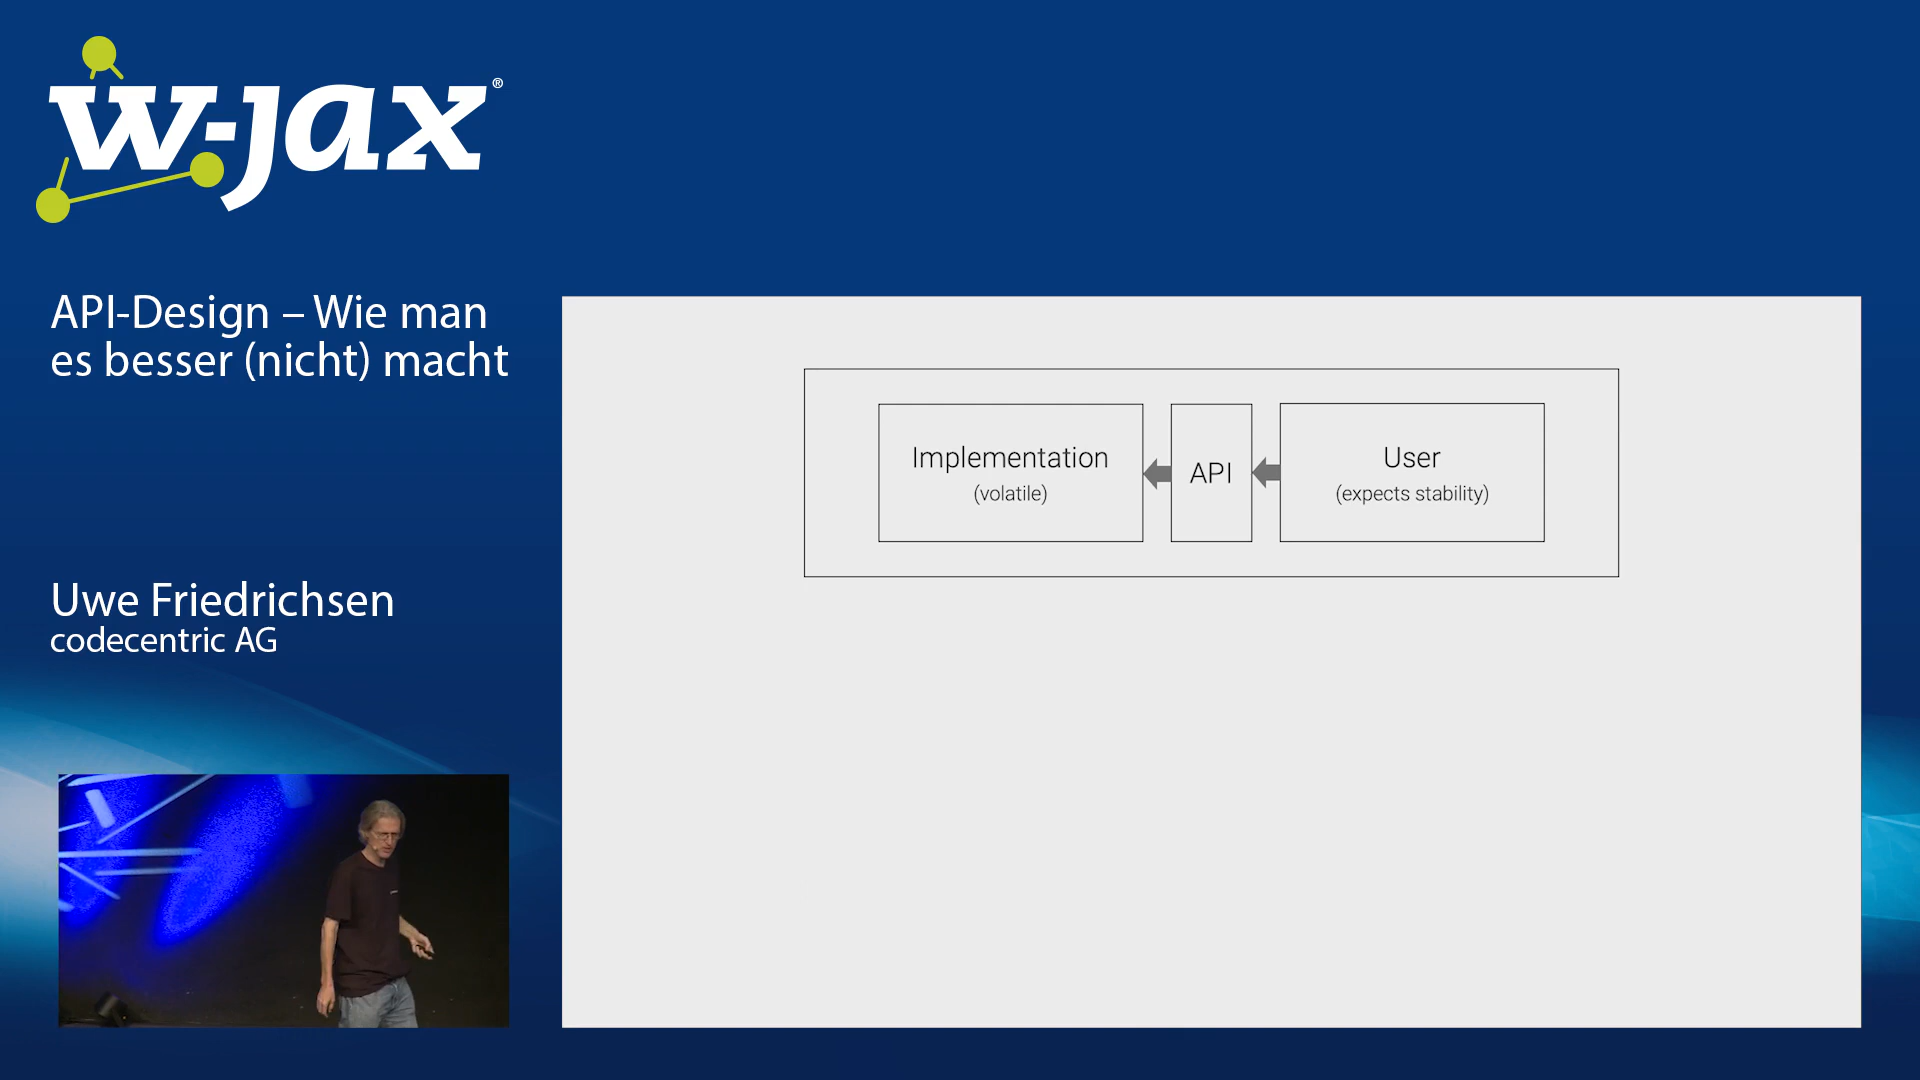 w-jax®
API-Design – Wie man
es besser (nicht) macht
Uwe Friedrichsen
codecentric AG
Implementation
(volatile)
API
User
(expects stability)